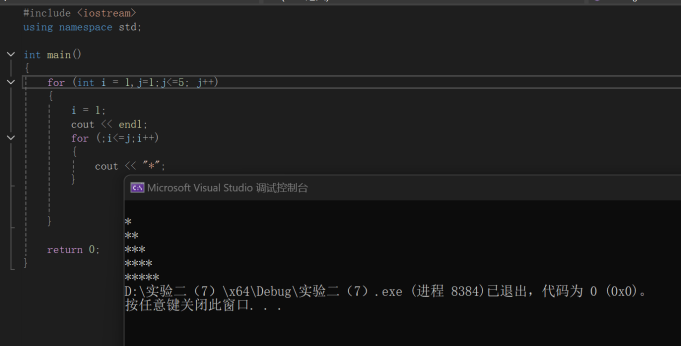 #include <iostream>
using namespace std;
int main()
{
for (int i = 1,j=1;j<=5; j++)
{
i = 1;
cout << endl;
for (;i<=j;i++)
{
cout << "*";
}
}
return 0;
}
Microsoft Visual Studio 调试控制台
*
**
***
****
*****
D:\实验二（7）\x64\Debug\实验二（7）.exe (进程 8384)已退出，代码为 0 (0x0)。
按任意键关闭此窗口. . .